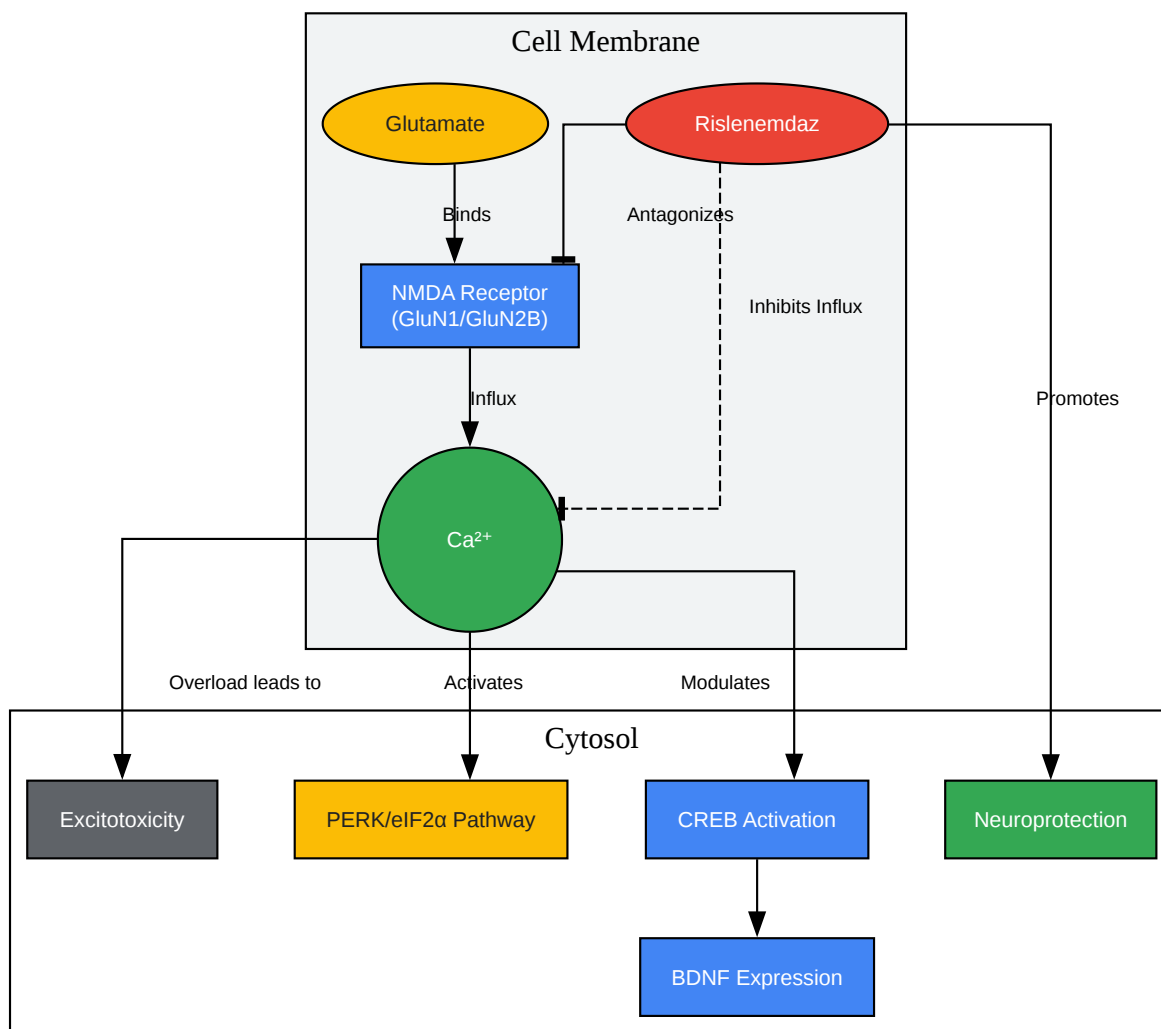 Cell Membrane
Glutamate
Rislenemdaz
Binds
Antagonizes
NMDA Receptor
(GluN1/GluN2B)
Inhibits Influx
Influx
Promotes
Ca²⁺
Overload leads to
Activates
Modulates
Cytosol
Excitotoxicity
PERK/eIF2α Pathway
CREB Activation
Neuroprotection
BDNF Expression